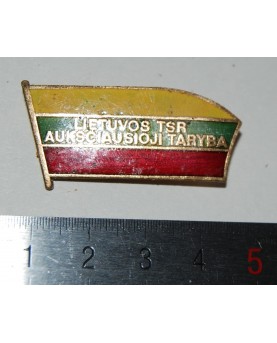 LIETUVOS TSR
AUKŠČIAUSIOJI TARYBA
1 2 3 4 5